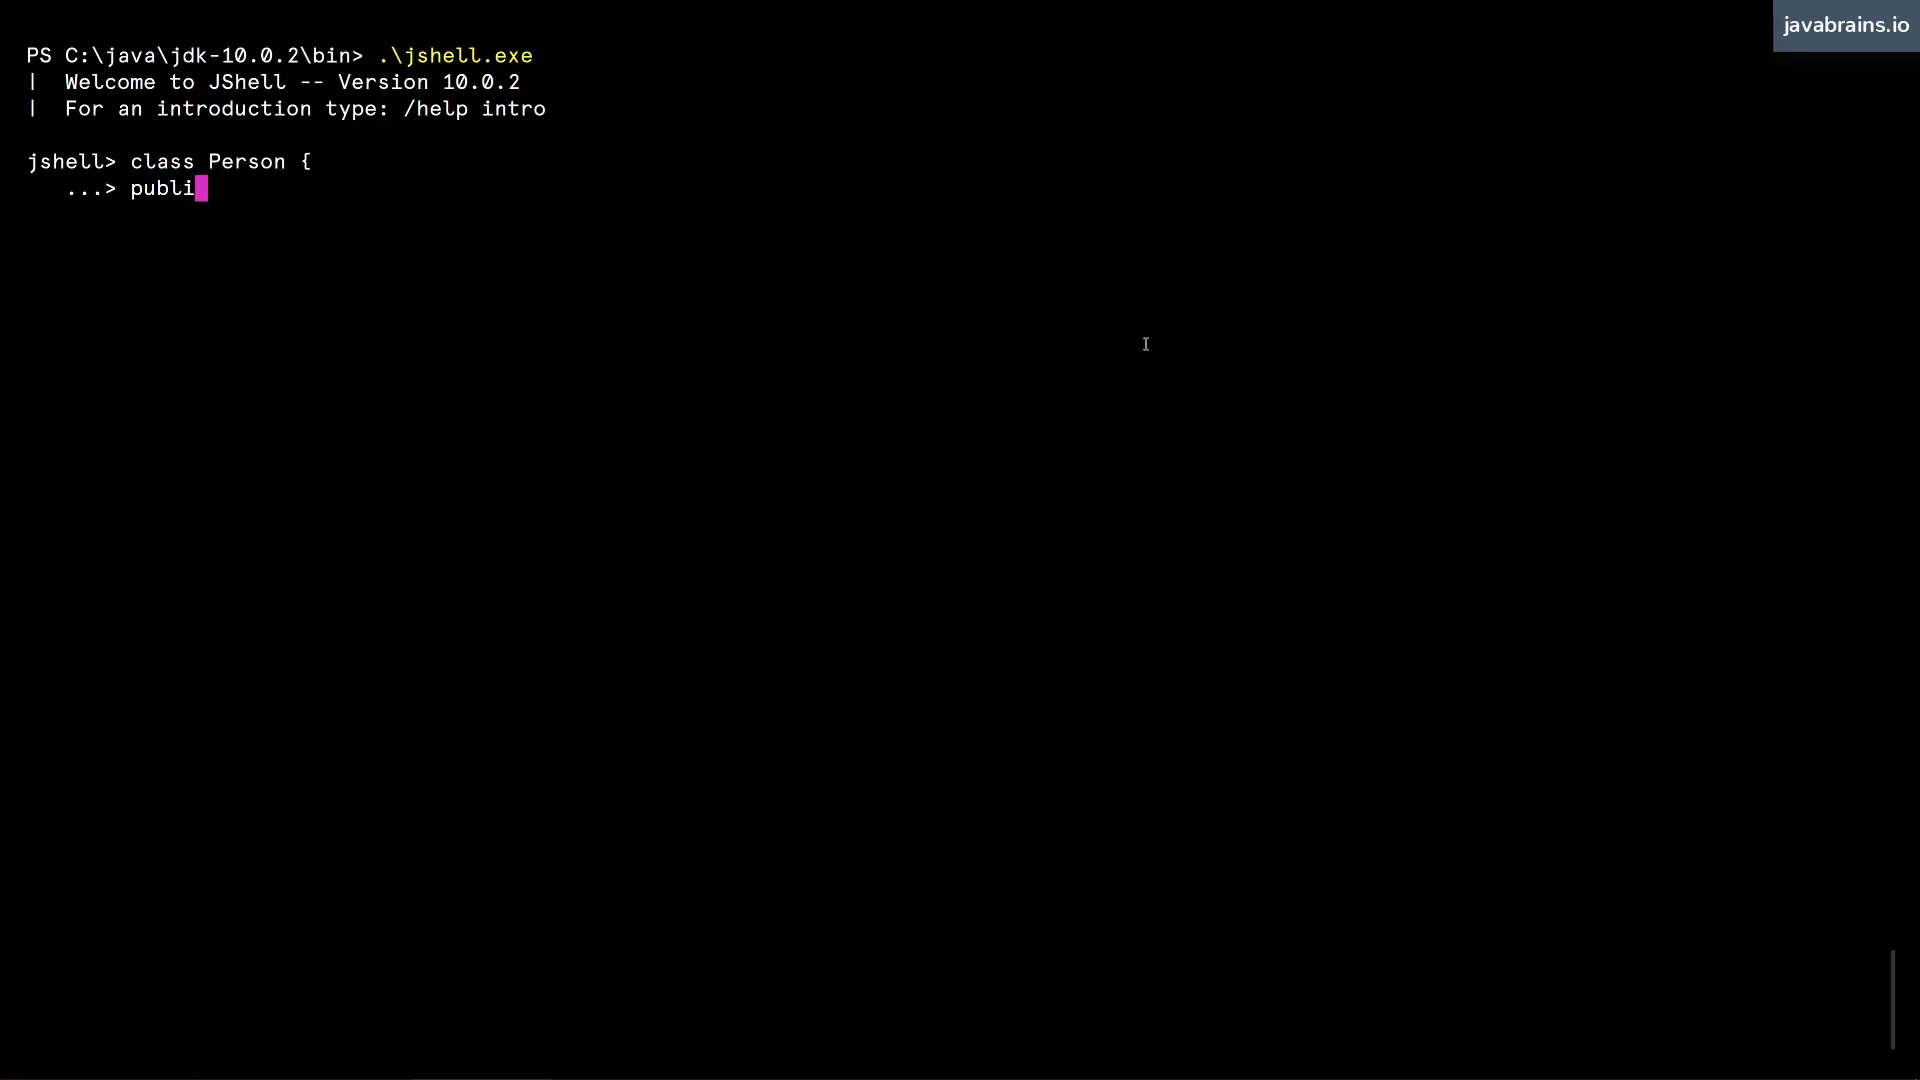 javabrains.io
PS C:\java\jdk-10.0.2\bin> .\jshell.exe
|  Welcome to JShell -- Version 10.0.2
|  For an introduction type: /help intro
jshell> class Person {
   ...> publi